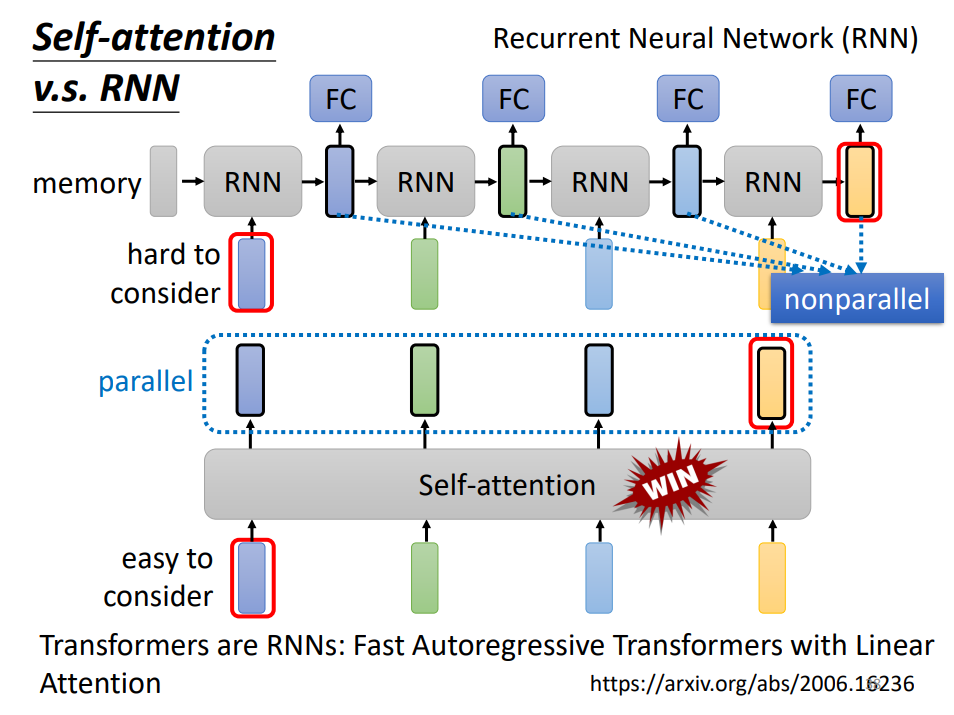 Self-attention
v.s. RNN
Recurrent Neural Network (RNN)
FC
FC
FC
FC
memory
RNN
RNN
RNN
RNN
hard to
consider
nonparallel
parallel
Self-attention
WIN
easy to
consider
Transformers are RNNs: Fast Autoregressive Transformers with Linear
Attention
https://arxiv.org/abs/2006.16236